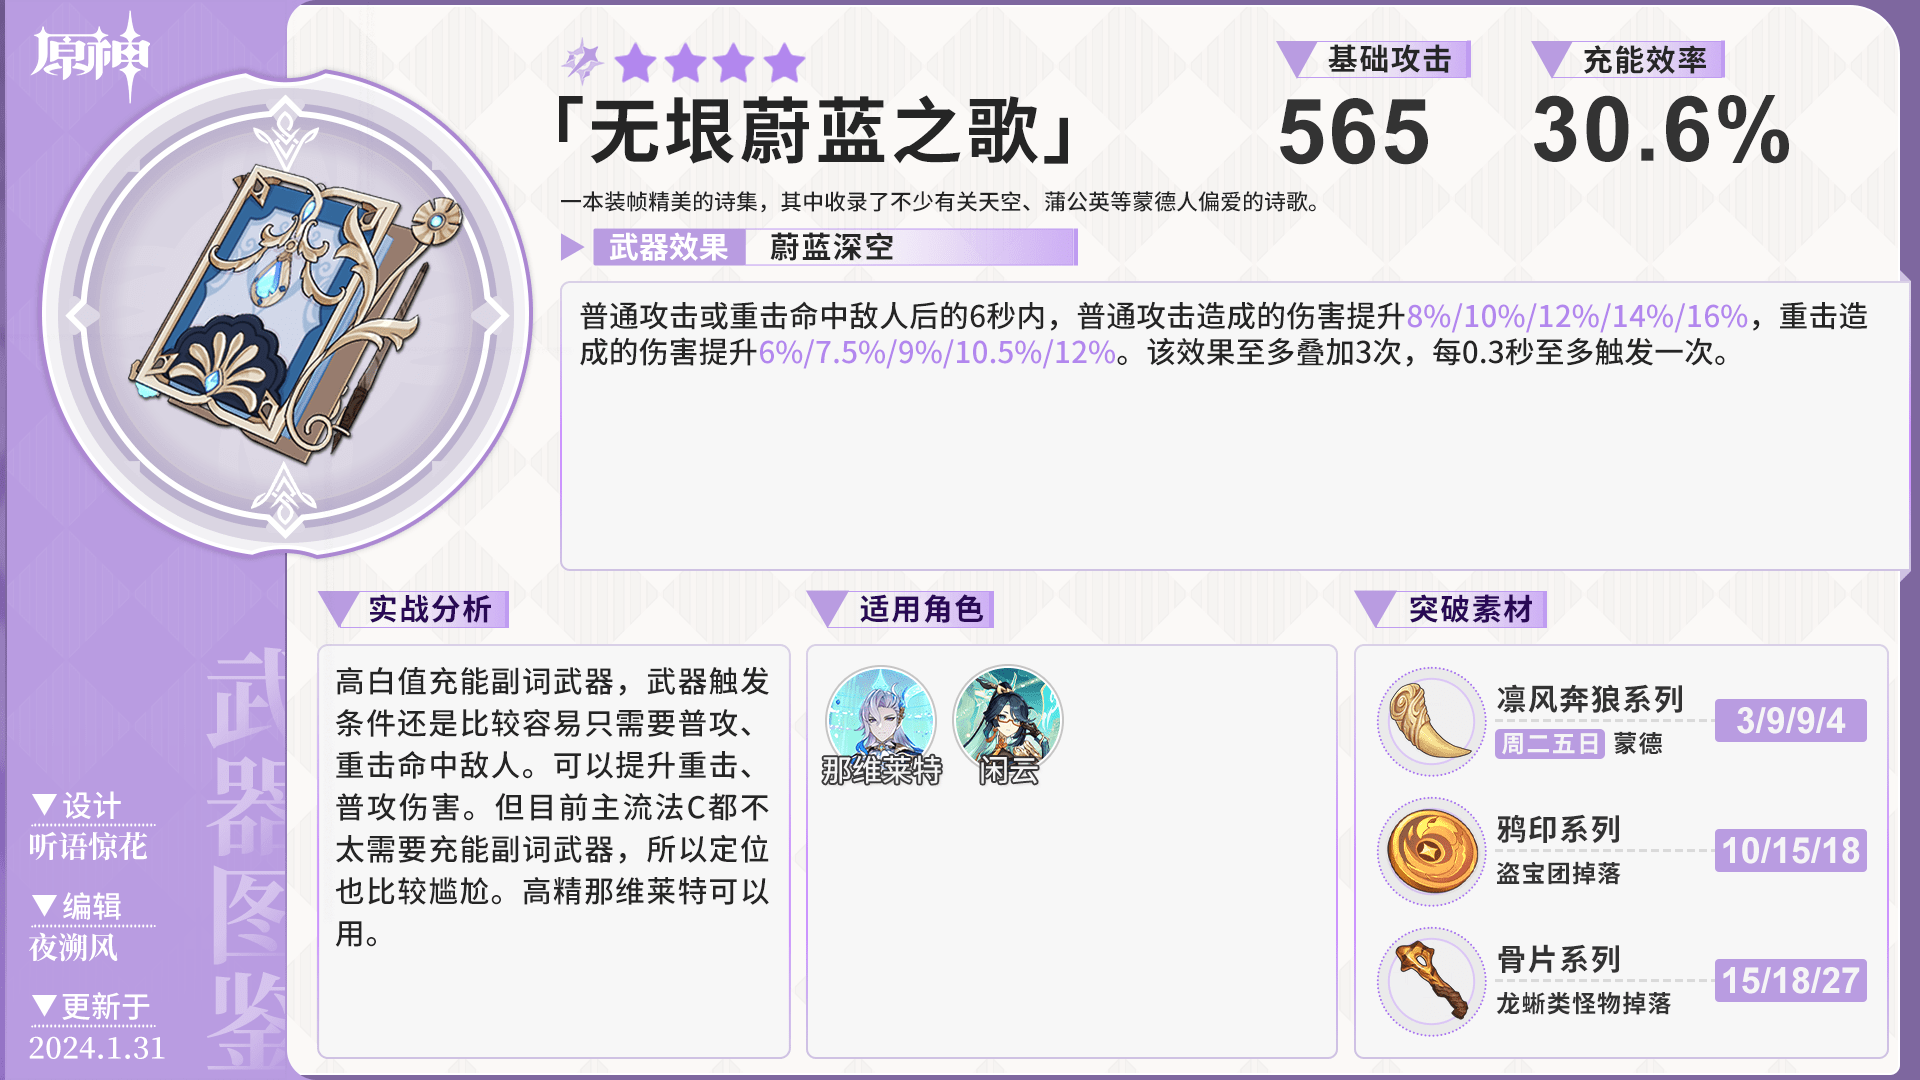 原神
「无垠蔚蓝之歌」
基础攻击
565
充能效率
30.6%
一本装帧精美的诗集，其中收录了不少有关天空、蒲公英等蒙德人偏爱的诗歌。
武器效果 蔚蓝深空
普通攻击或重击命中敌人后的6秒内，普通攻击造成的伤害提升8%/10%/12%/14%/16%，重击造
成的伤害提升6%/7.5%/9%/10.5%/12%。该效果至多叠加3次，每0.3秒至多触发一次。
实战分析
高白值充能副词武器，武器触发
条件还是比较容易只需要普攻、
重击命中敌人。可以提升重击、
普攻伤害。但目前主流法C都不
太需要充能副词武器，所以定位
也比较尴尬。高精那维莱特可以
用。
适用角色
那维莱特
闲云
突破素材
凛风奔狼系列
周二五日 蒙德
3/9/9/4
鸦印系列
盗宝团掉落
10/15/18
骨片系列
龙蜥类怪物掉落
15/18/27
武器图鉴
▼设计
听语惊花
▼编辑
夜溯风
▼更新于
2024.1.31